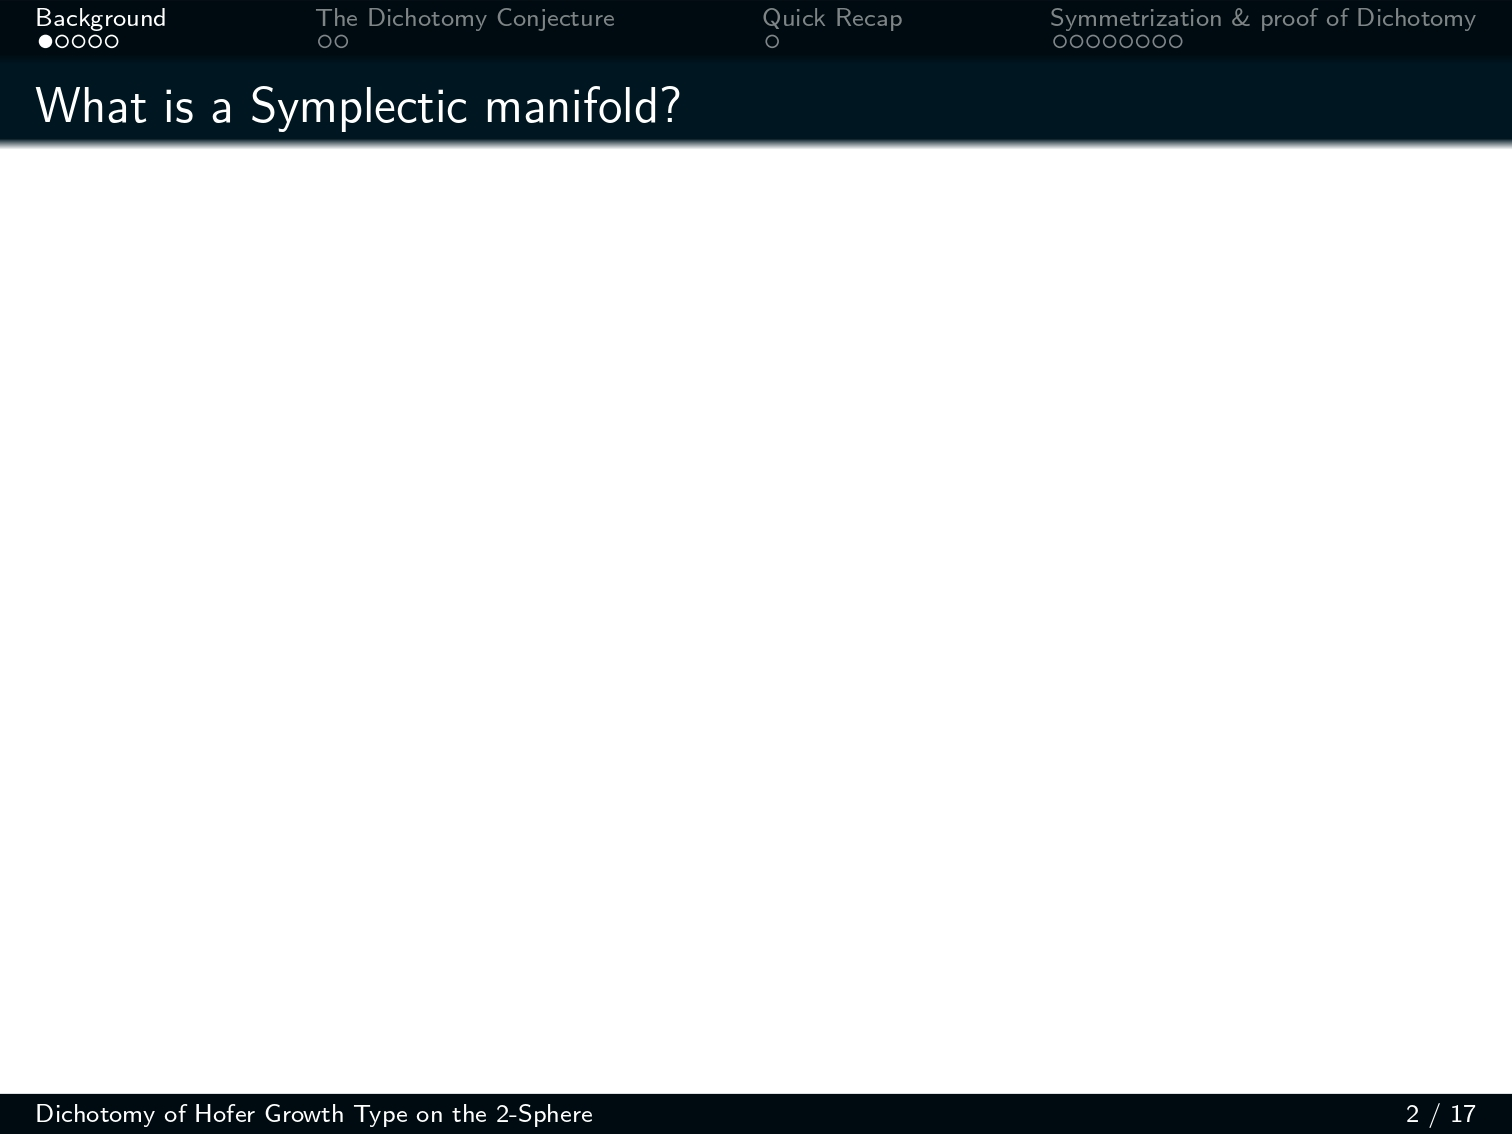 Background
The Dichotomy Conjecture
Quick Recap
Symmetrization & proof of Dichotomy
What is a Symplectic manifold?
Dichotomy of Hofer Growth Type on the 2-Sphere
2 / 17